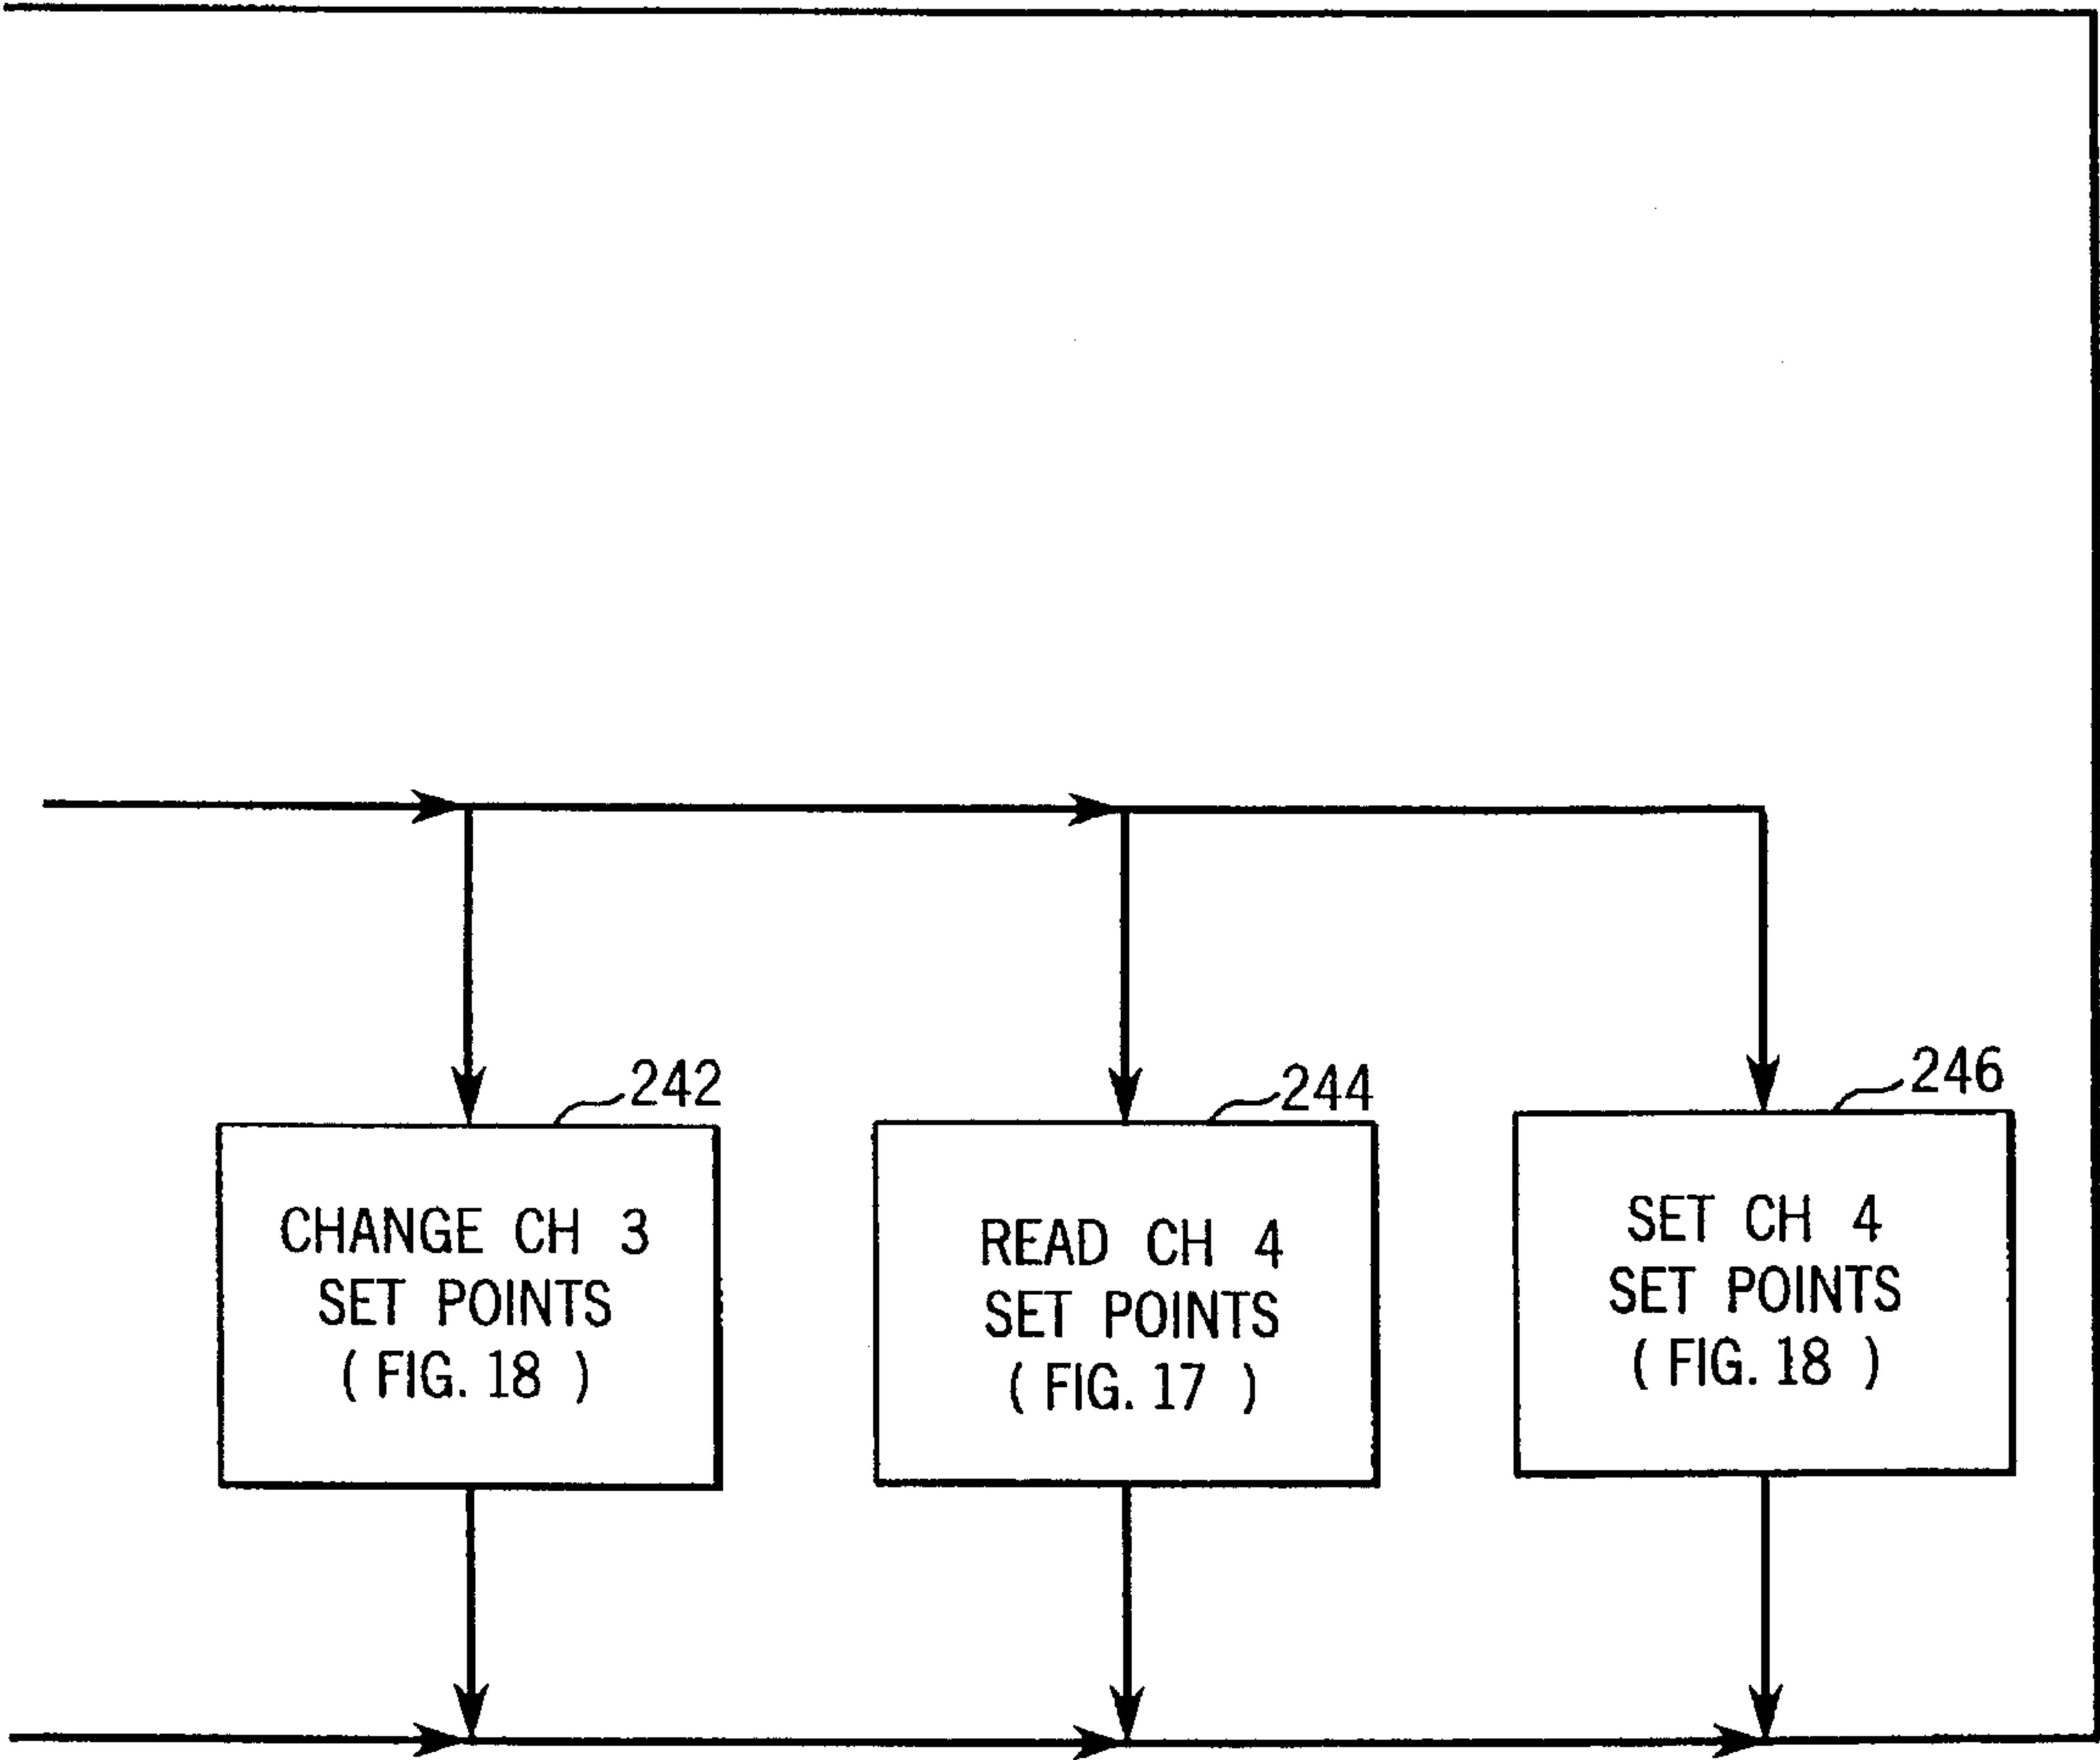 242
CHANGE CH 3
SET POINTS
( FIG. 18 )
244
READ CH 4
SET POINTS
( FIG. 17 )
246
SET CH 4
SET POINTS
( FIG. 18 )